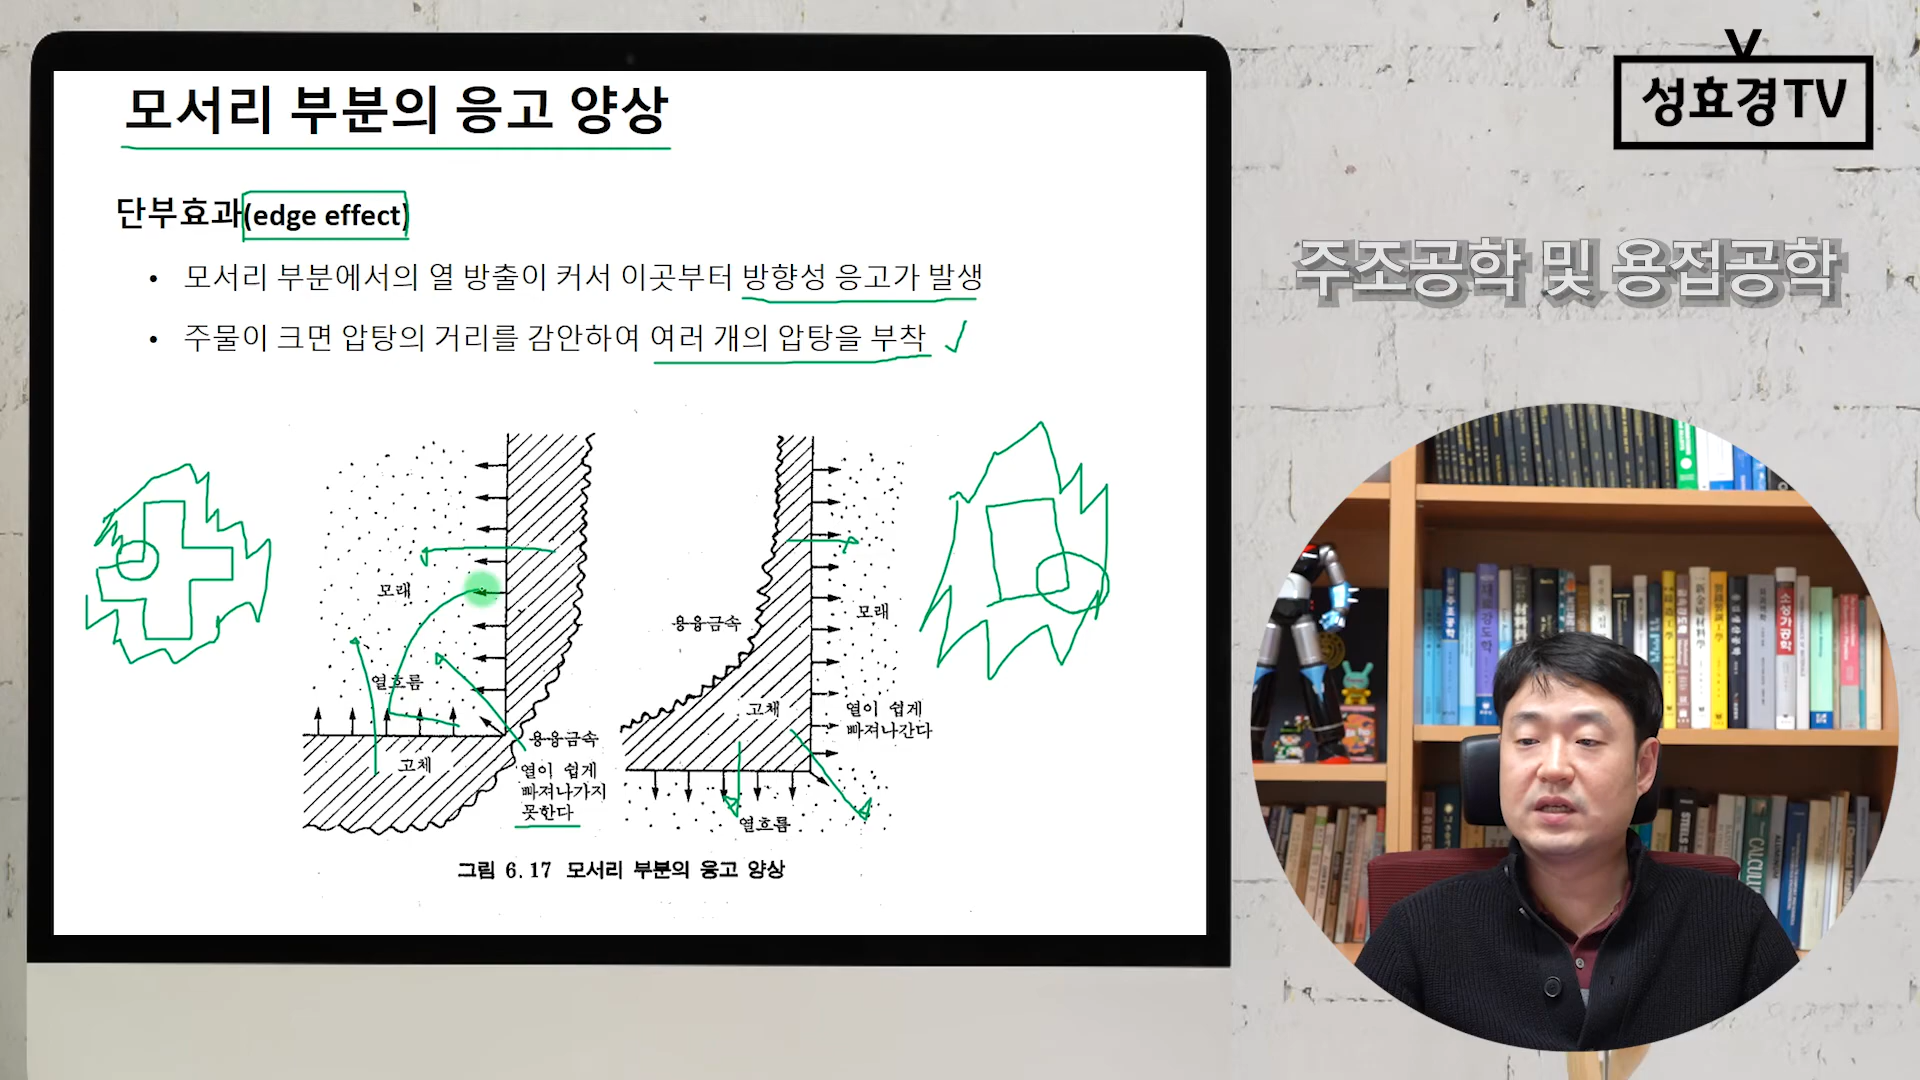 모서리 부분의 응고 양상
단부효과(edge effect)
• 모서리 부분에서의 열 방출이 커서 이곳부터 방향성 응고가 발생
• 주물이 크면 압탕의 거리를 감안하여 여러 개의 압탕을 부착
모래
열흐름
고체
용융금속
열이 쉽게
빠져나가지
못한다
용융금속
모래
고체
열이 쉽게
빠져나간다
열흐름
그림 6.17 모서리 부분의 응고 양상
성효경TV
주조공학 및 용접공학
소성가공학
STEELS
CALCULUS